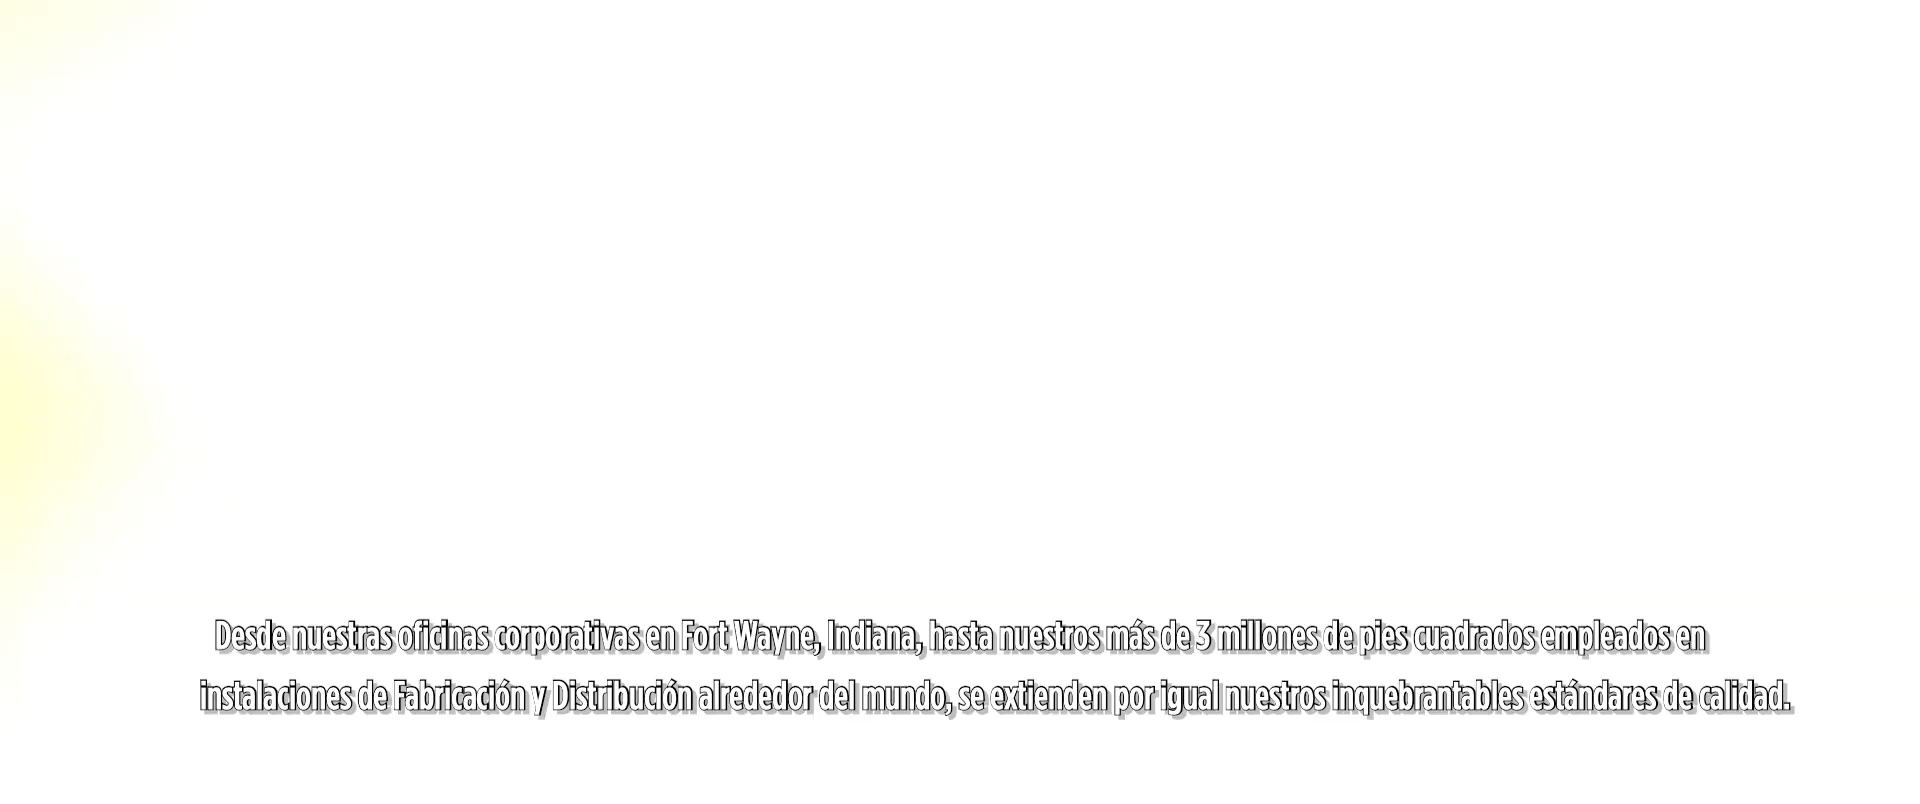 Desde nuestras oficinas corporativas en Fort Wayne, Indiana, hasta nuestros más de 3 millones de pies cuadrados empleados en
instalaciones de Fabricación y Distribución alrededor del mundo, se extienden por igual nuestros inquebrantables estándares de calidad.